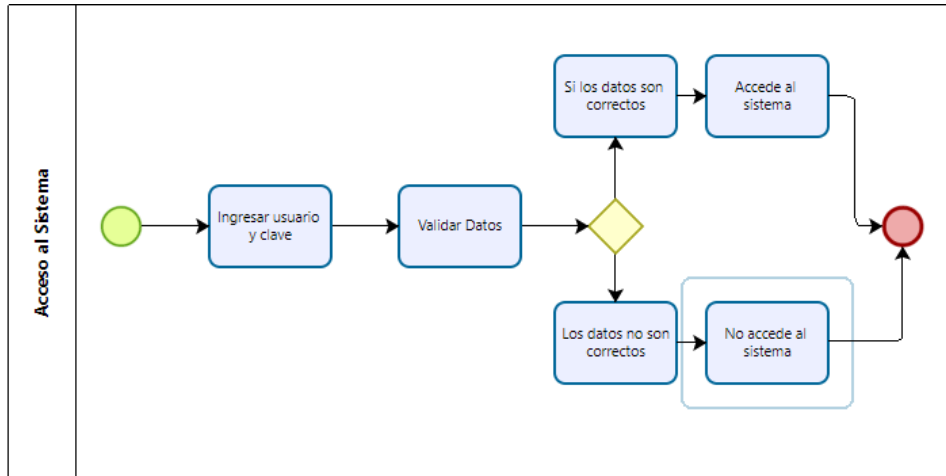 Acceso al Sistema
Ingresar usuario
y clave
Validar Datos
Si los datos son
correctos
Accede al
sistema
Los datos no son
correctos
No accede al
sistema